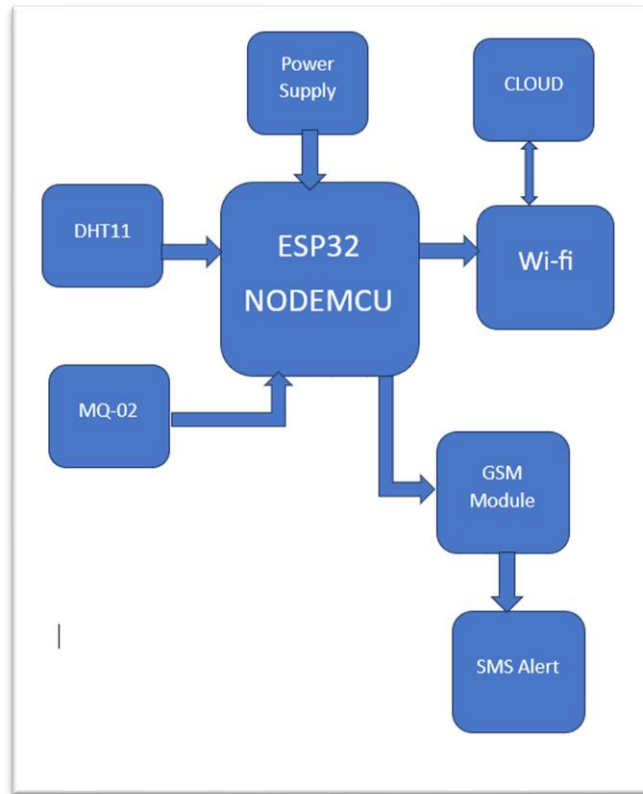 Power
Supply
CLOUD
DHT11
ESP32
NODEMCU
Wi-fi
MQ-02
GSM
Module
SMS Alert